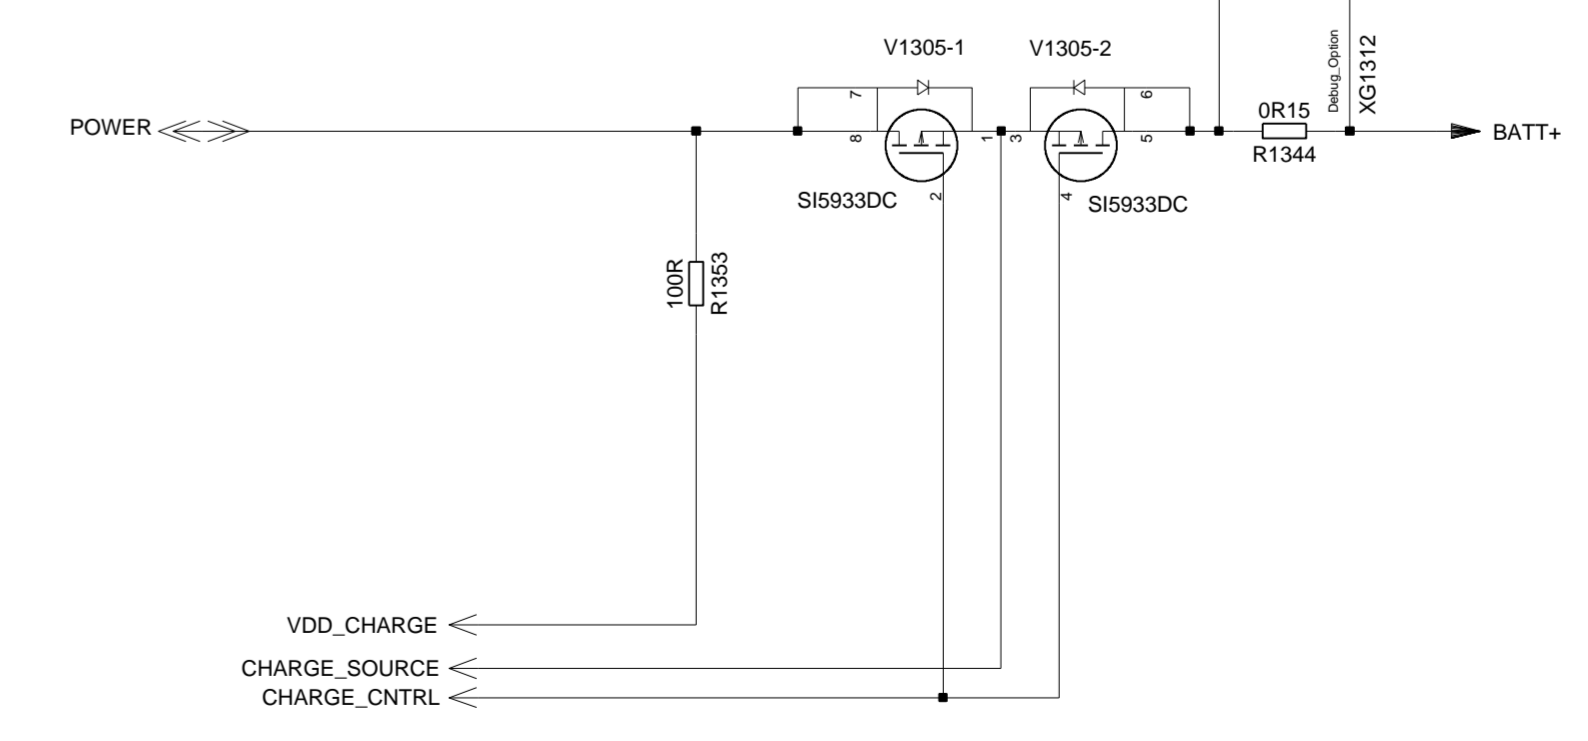 V1305-1
V1305-2
Debug_Option
XG1312
7
6
0R15
POWER
8
1
3
5
BATT+
R1344
SI5933DC
2
4
SI5933DC
100R
R1353
VDD_CHARGE
CHARGE_SOURCE
CHARGE_CNTRL